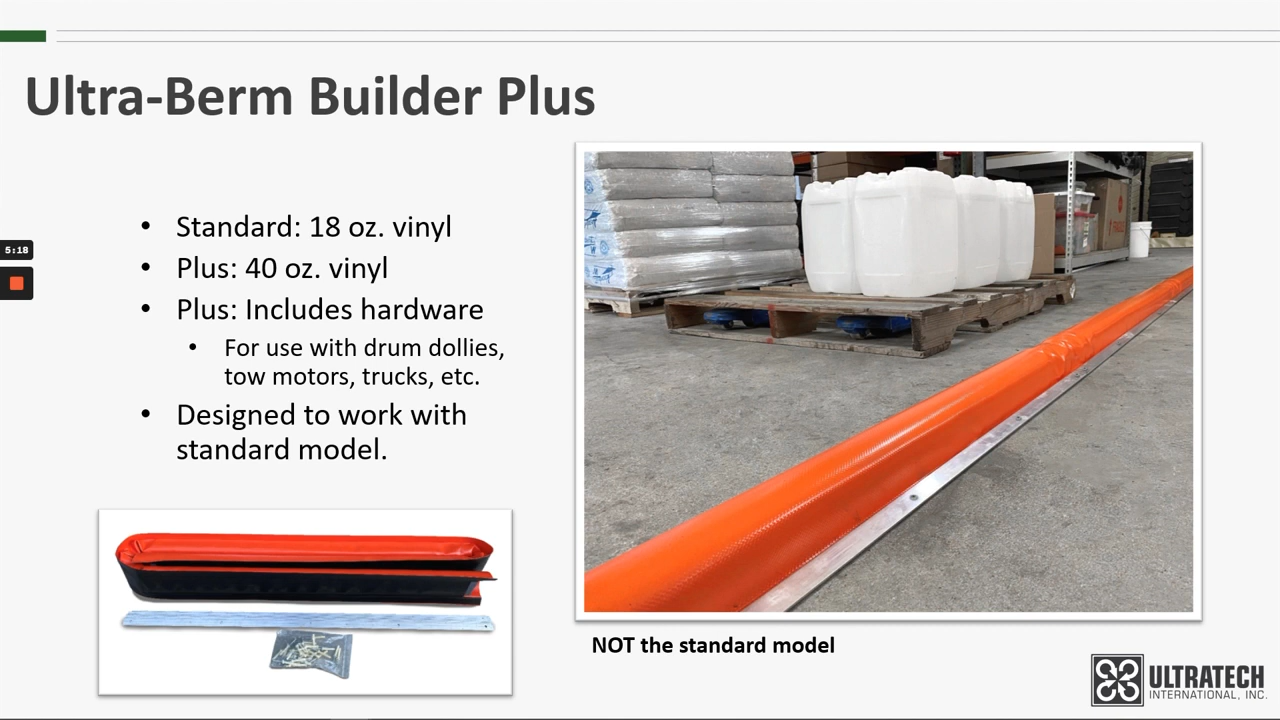 Ultra-Berm Builder Plus
5:18
• Standard: 18 oz. vinyl
• Plus: 40 oz. vinyl
• Plus: Includes hardware
• For use with drum dollies,
tow motors, trucks, etc.
• Designed to work with
standard model.
NOT the standard model
ULTRATECH
INTERNATIONAL, INC.